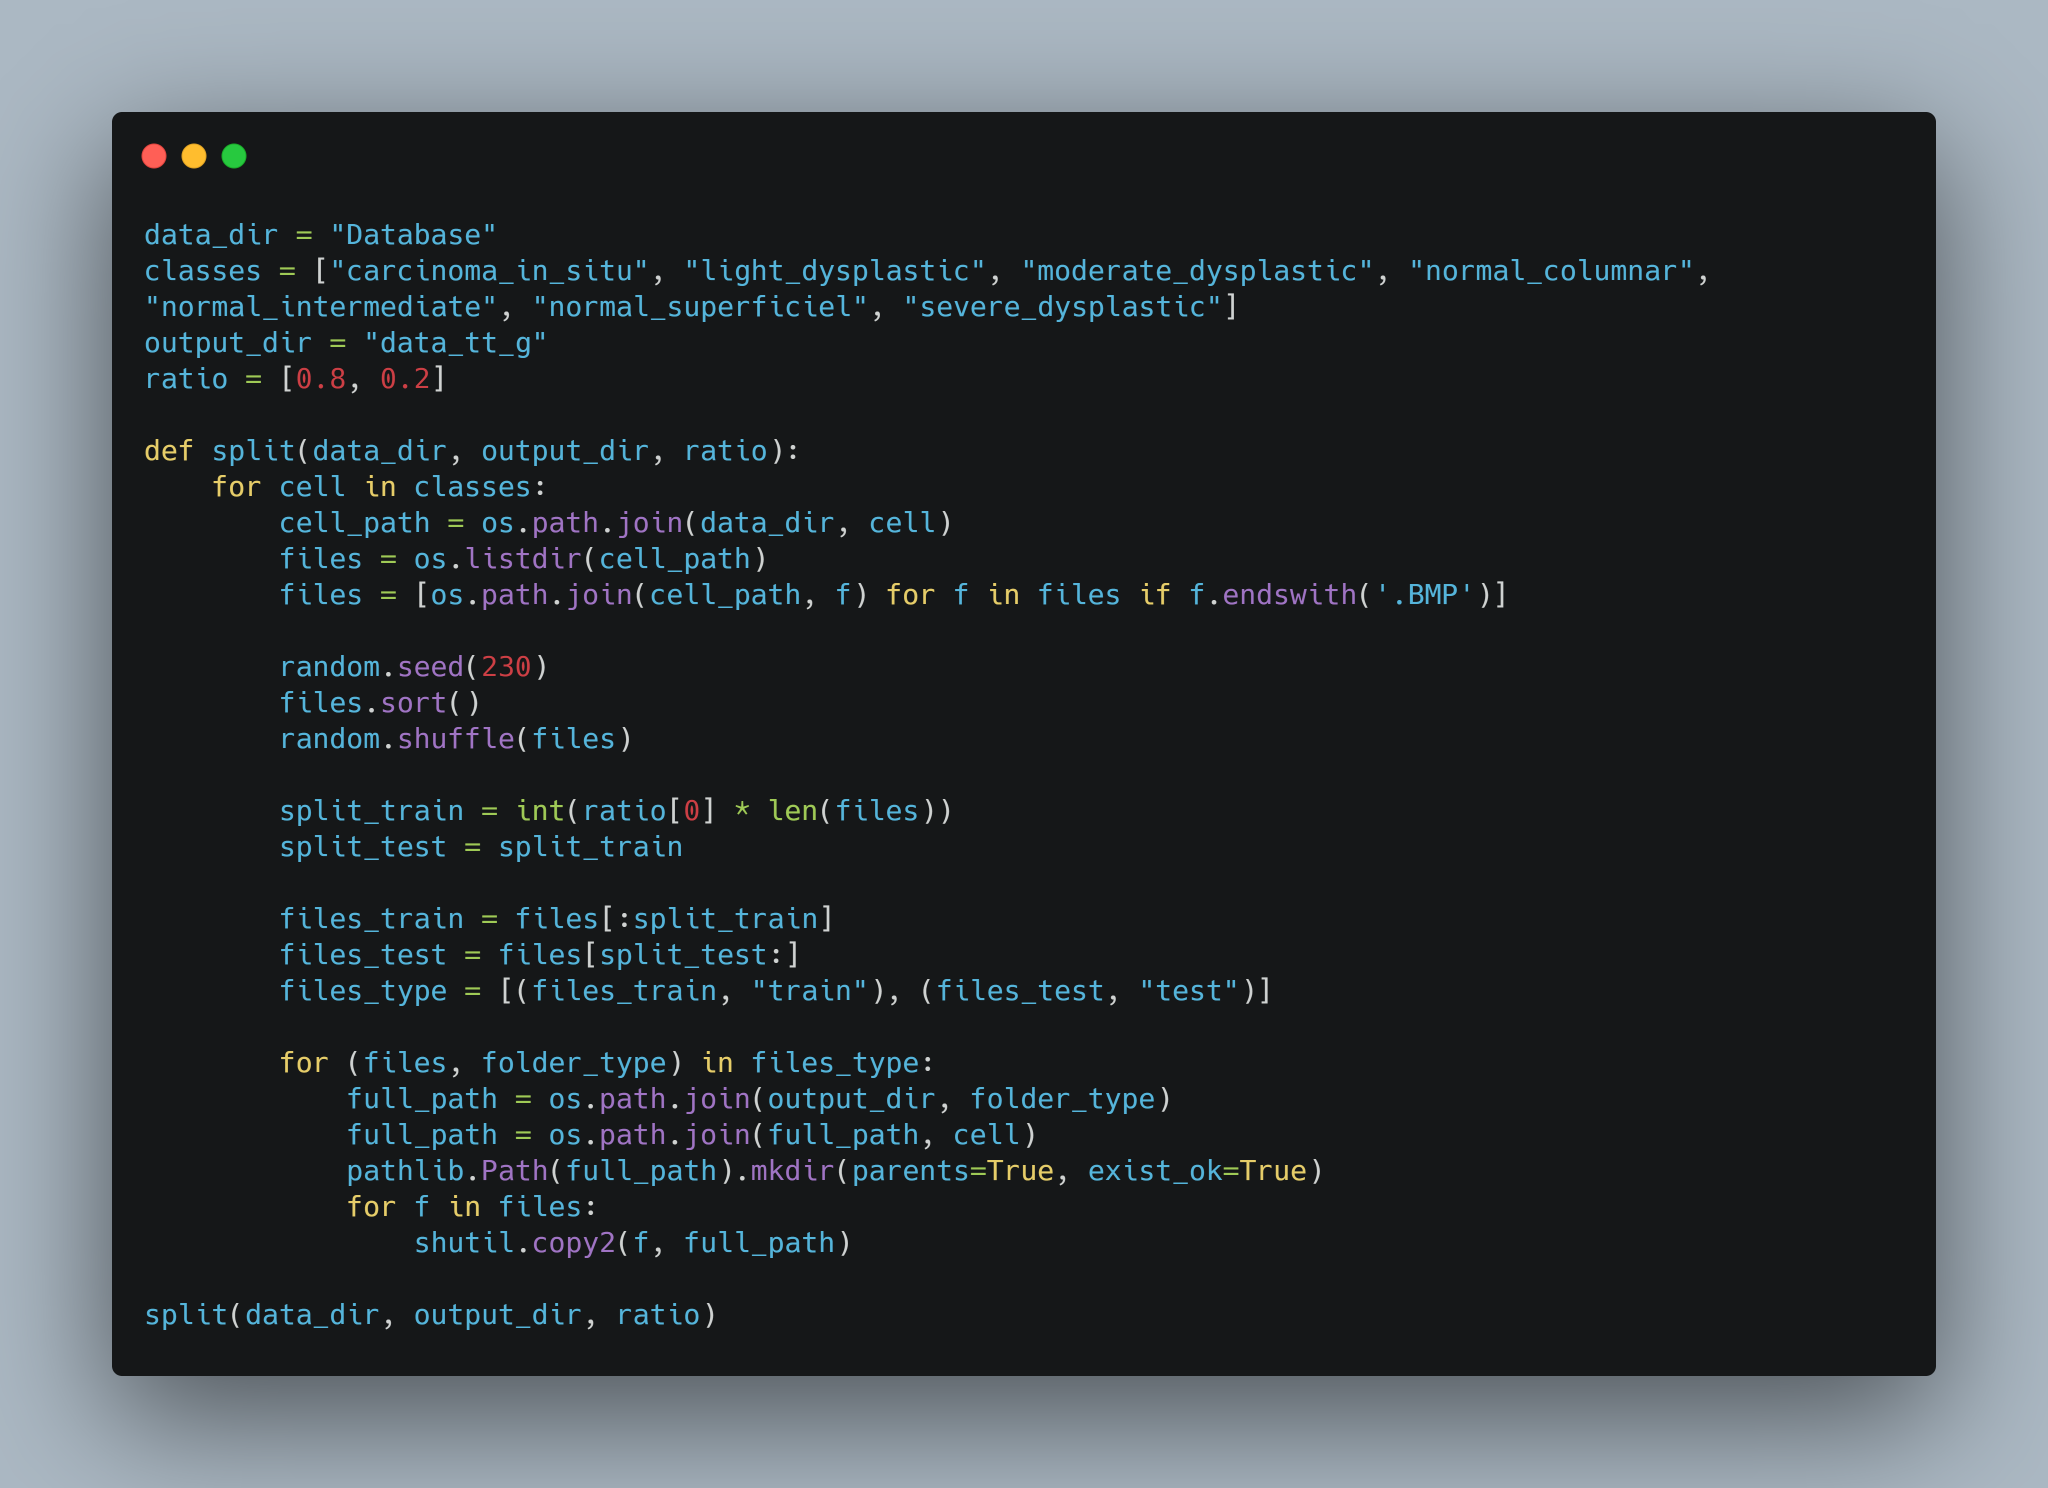 data_dir = "Database"
classes = ["carcinoma_in_situ", "light_dysplastic", "moderate_dysplastic", "normal_columnar",
"normal_intermediate", "normal_superficiel", "severe_dysplastic"]
output_dir = "data_tt_g"
ratio = [0.8, 0.2]

def split(data_dir, output_dir, ratio):
    for cell in classes:
        cell_path = os.path.join(data_dir, cell)
        files = os.listdir(cell_path)
        files = [os.path.join(cell_path, f) for f in files if f.endswith('.BMP')]

        random.seed(230)
        files.sort()
        random.shuffle(files)

        split_train = int(ratio[0] * len(files))
        split_test = split_train

        files_train = files[:split_train]
        files_test = files[split_test:]
        files_type = [(files_train, "train"), (files_test, "test")]

        for (files, folder_type) in files_type:
            full_path = os.path.join(output_dir, folder_type)
            full_path = os.path.join(full_path, cell)
            pathlib.Path(full_path).mkdir(parents=True, exist_ok=True)
            for f in files:
                shutil.copy2(f, full_path)

split(data_dir, output_dir, ratio)